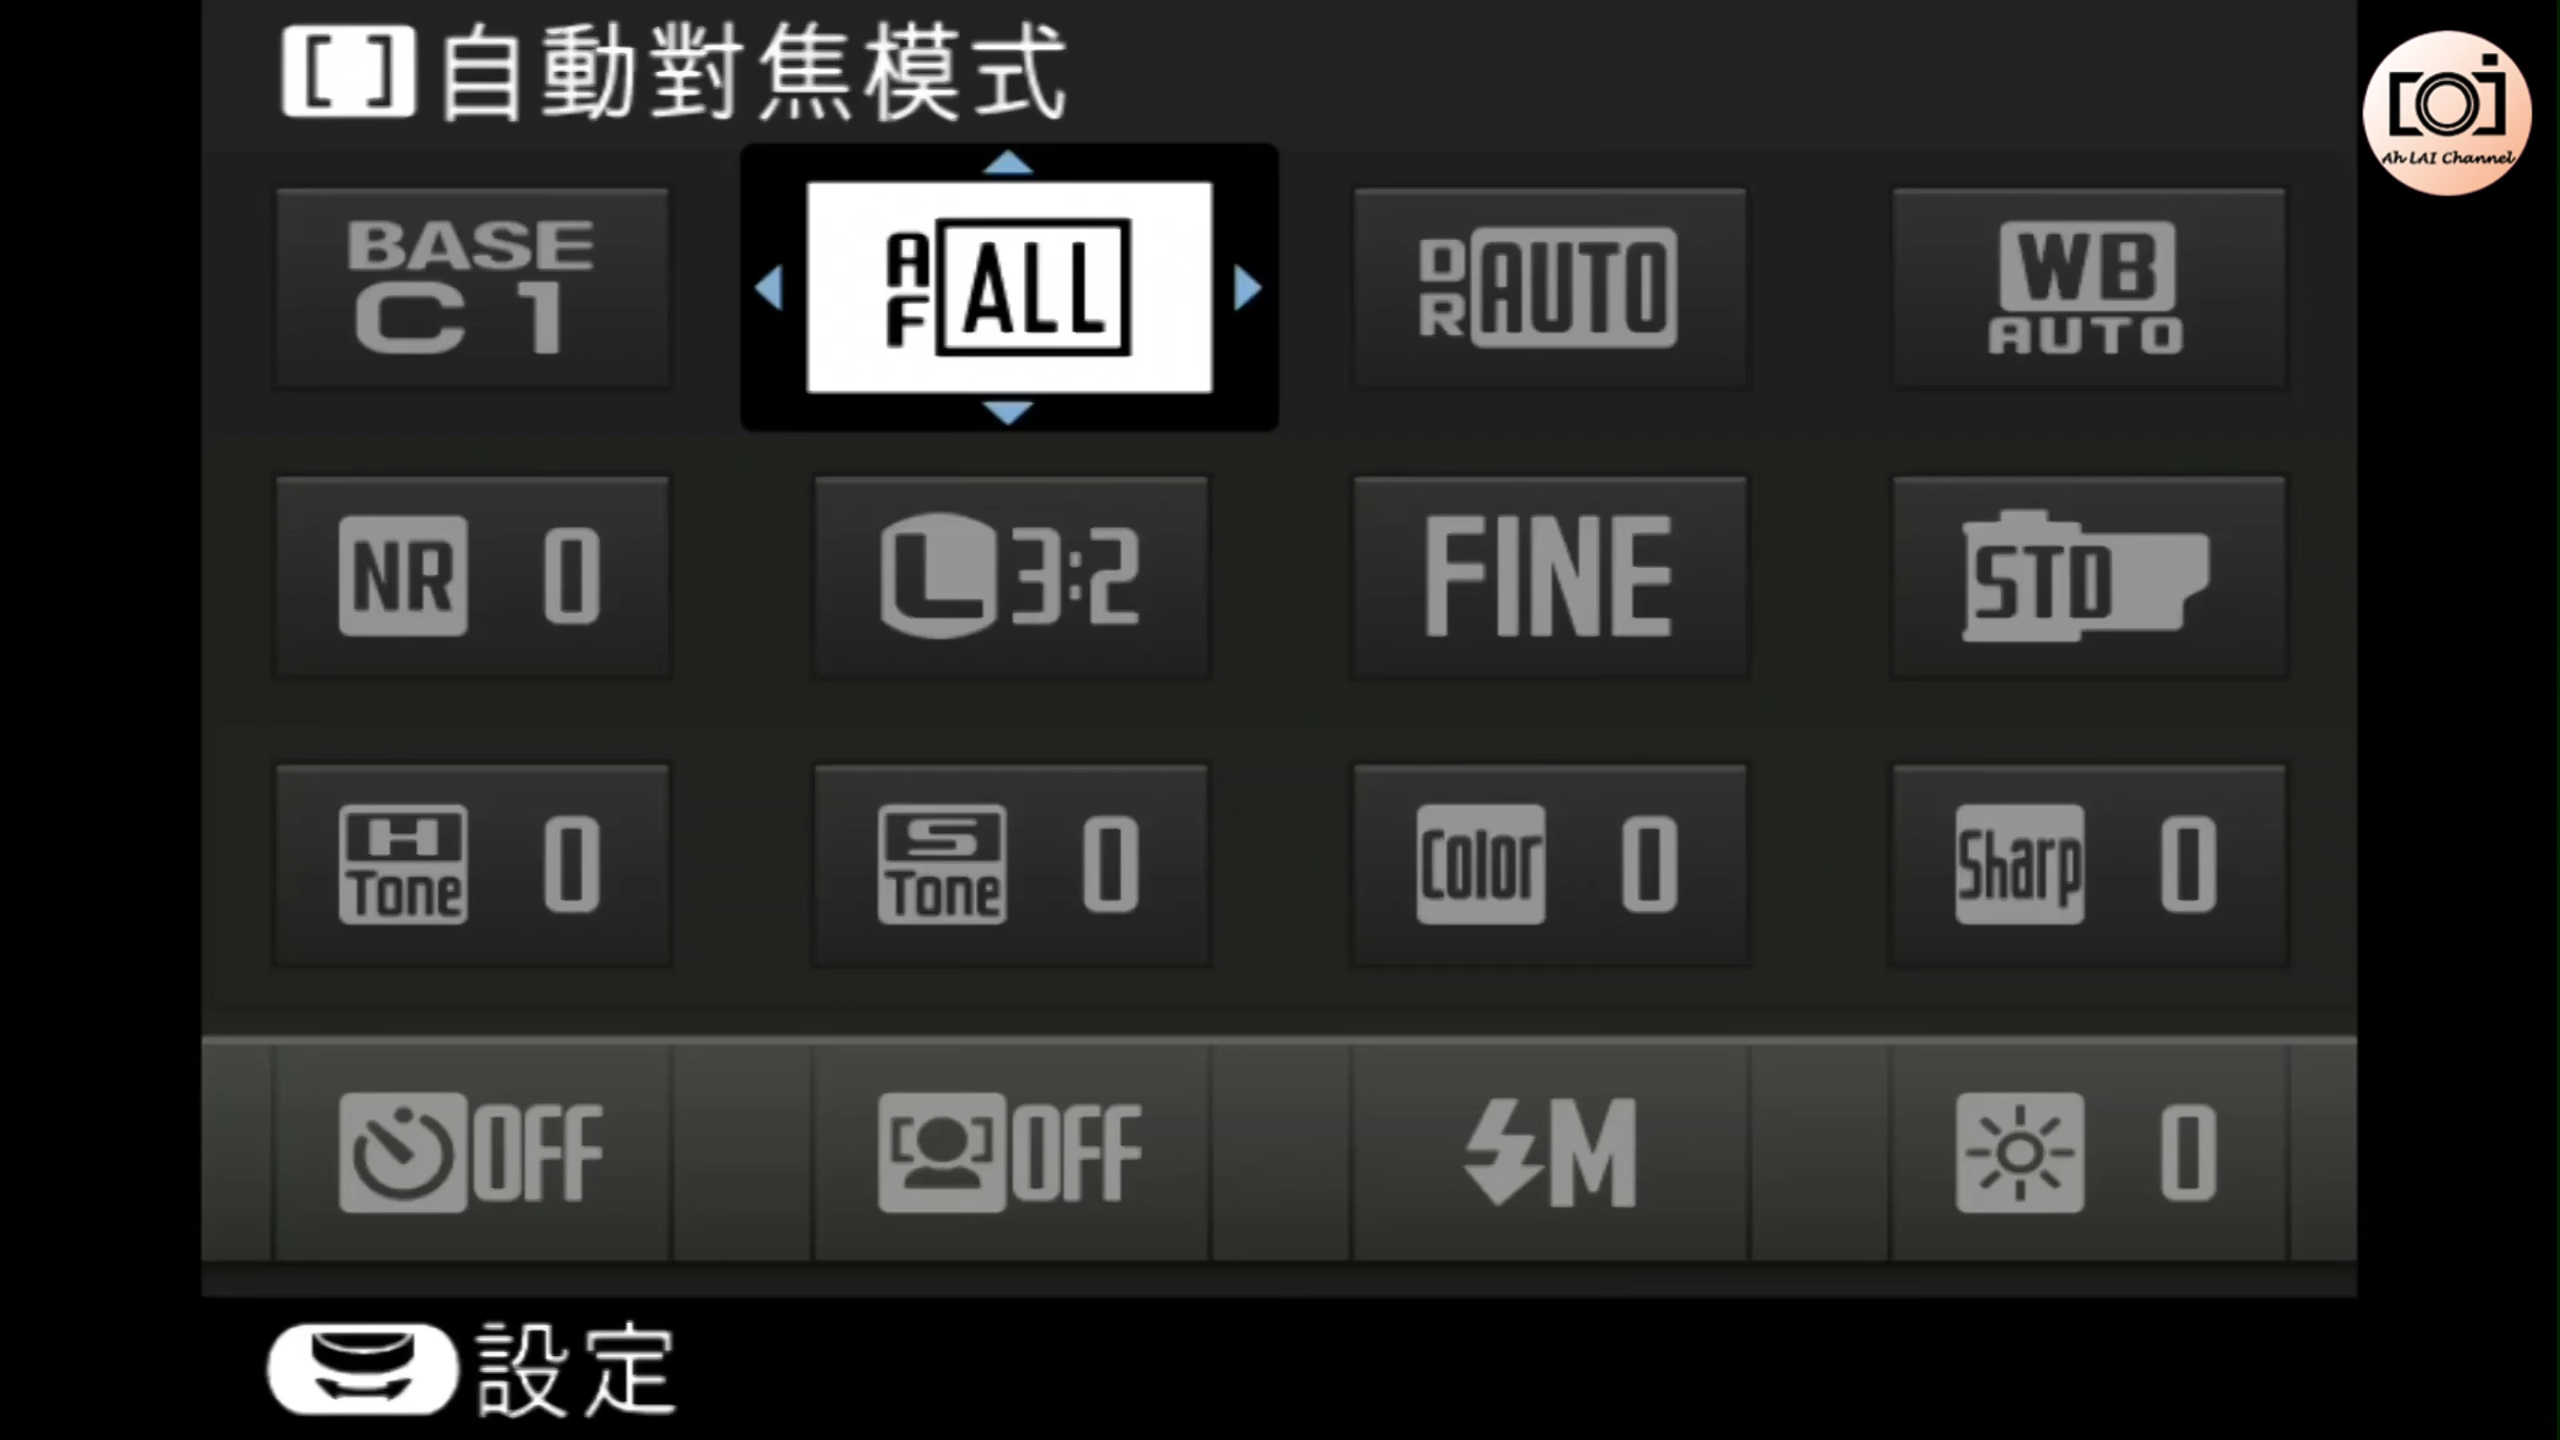 自動對焦模式
Ah LAI Channel
BASE
C1
AF ALL
DR AUTO
WB
AUTO
NR 0
L 3:2
FINE
STD
H Tone 0
S Tone 0
Color 0
Sharp 0
OFF
OFF
M
0
設定